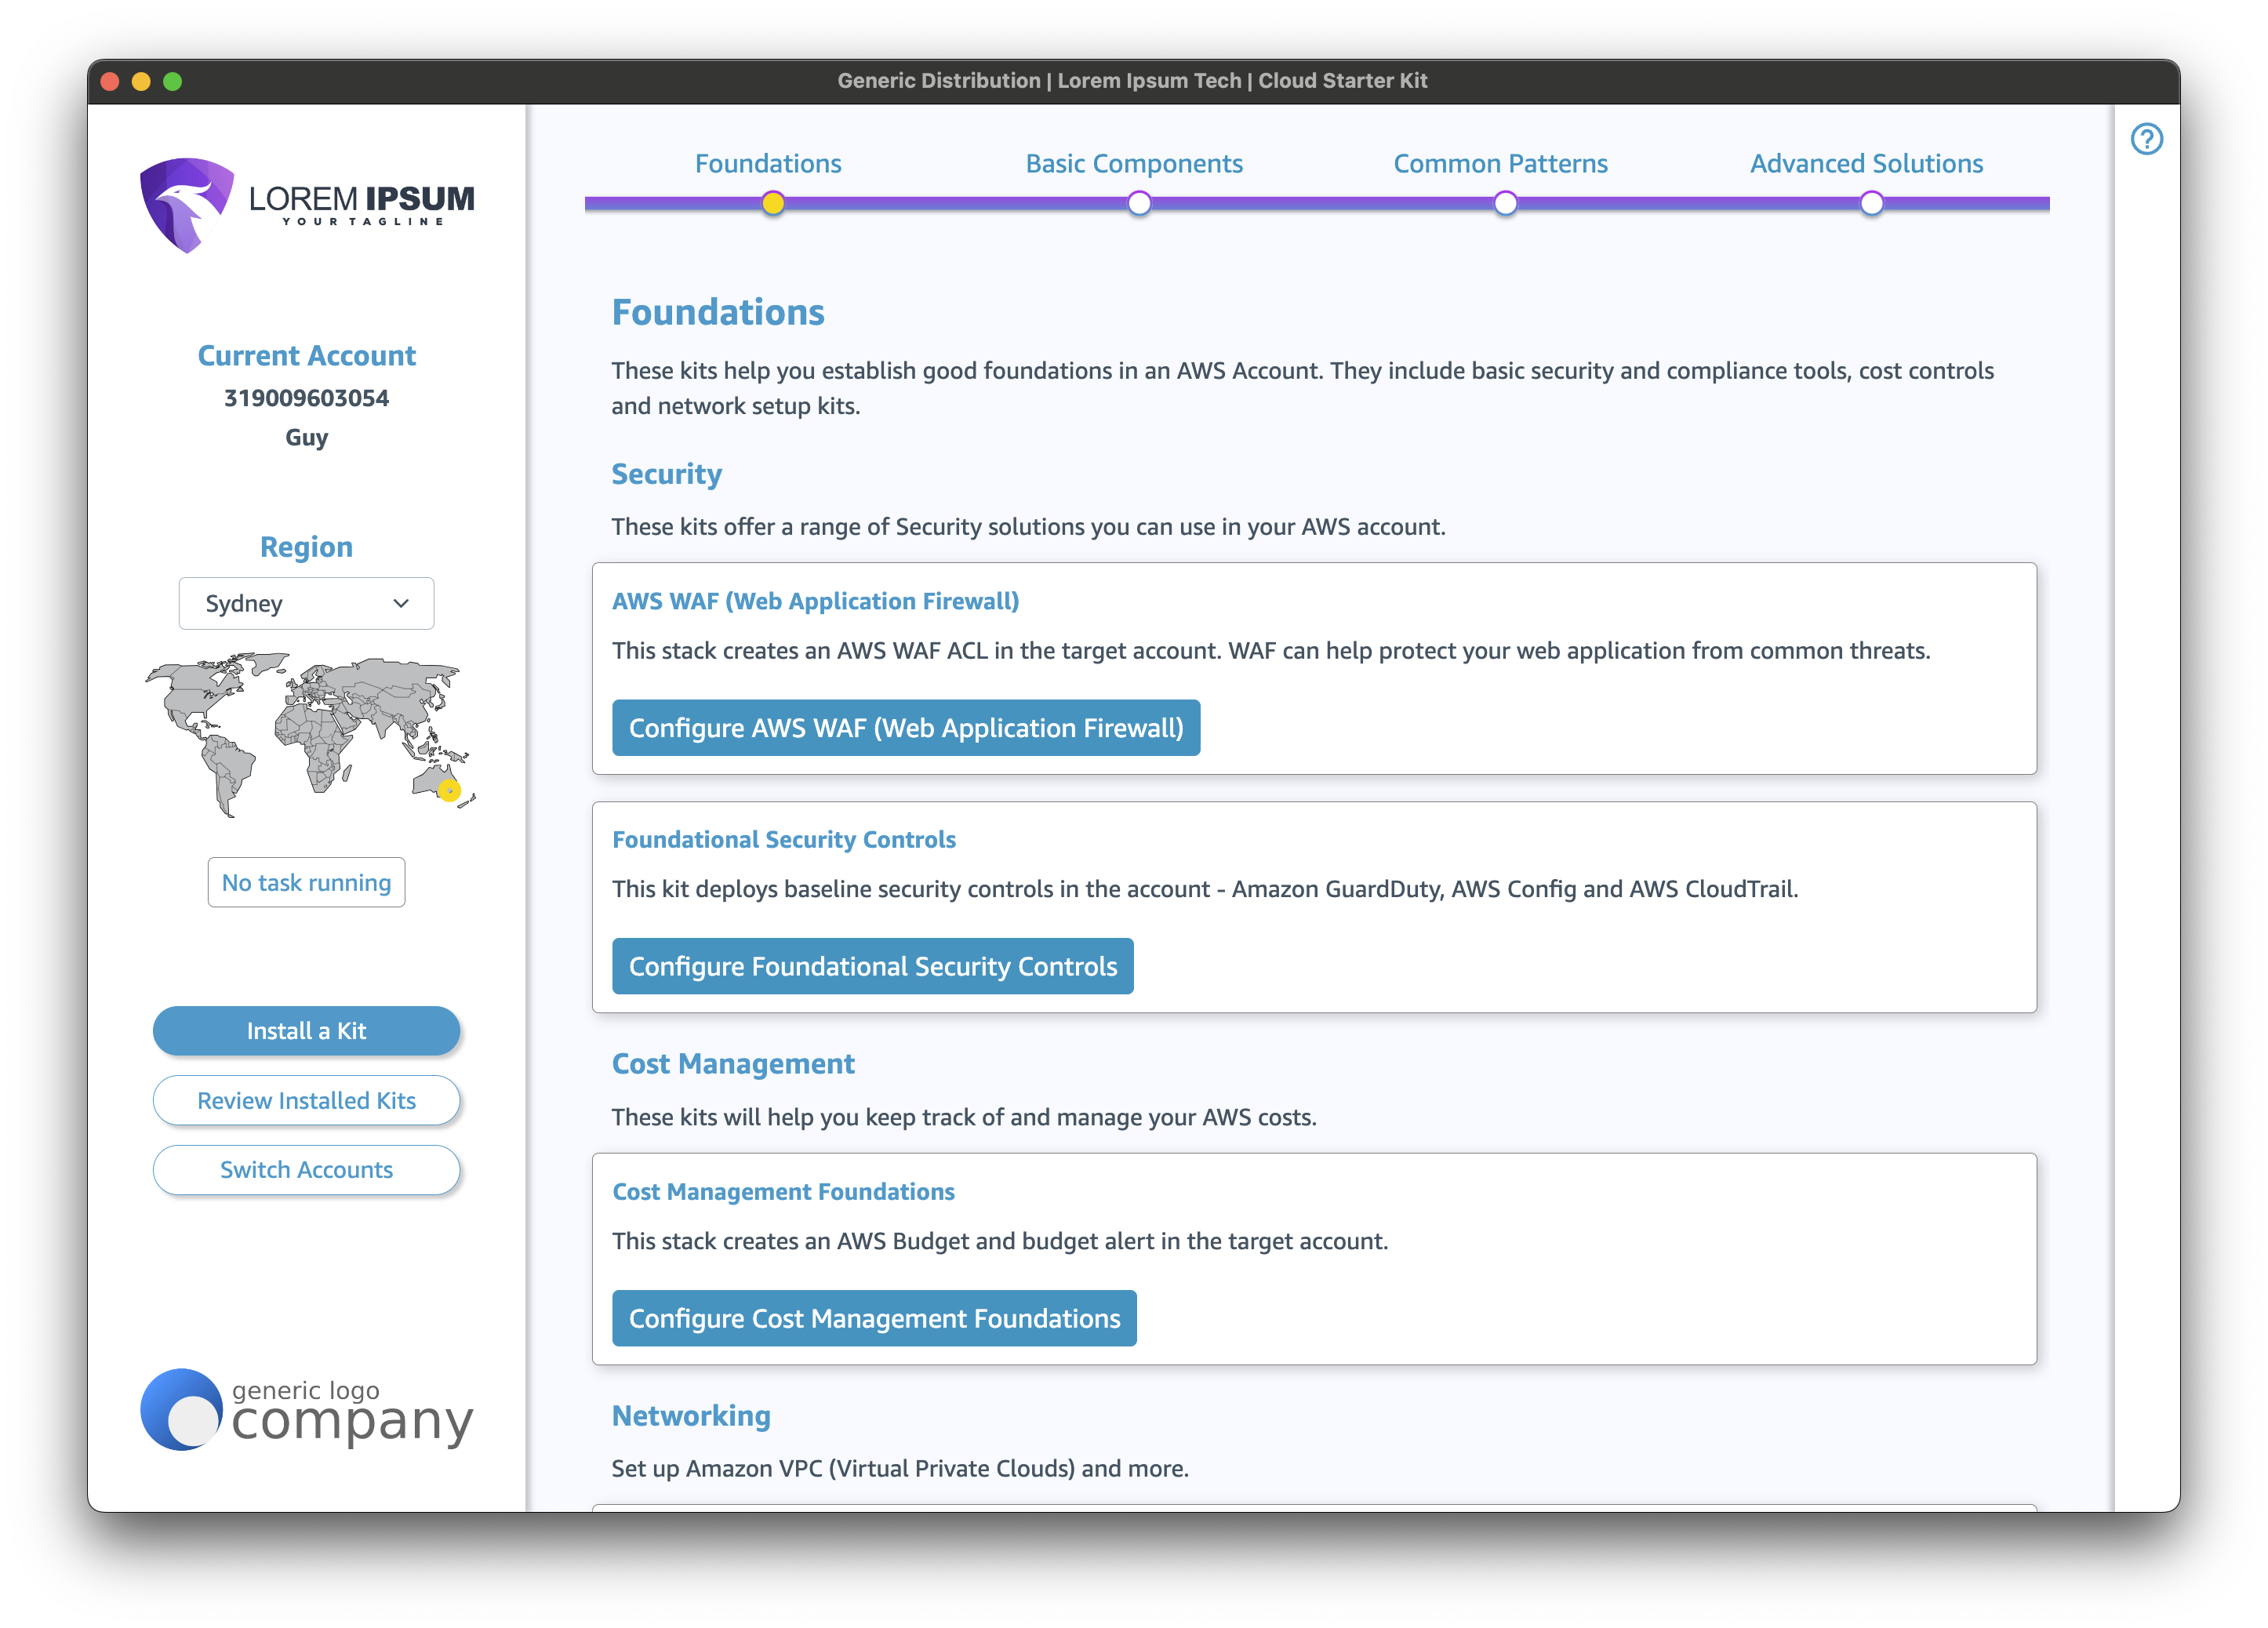 Generic Distribution | Lorem Ipsum Tech | Cloud Starter Kit
LOREM IPSUM
YOUR TAGLINE
Current Account
319009603054
Guy
Region
Sydney
No task running
Install a Kit
Review Installed Kits
Switch Accounts
generic logo
company
Foundations
Basic Components
Common Patterns
Advanced Solutions
?
Foundations
These kits help you establish good foundations in an AWS Account. They include basic security and compliance tools, cost controls
and network setup kits.
Security
These kits offer a range of Security solutions you can use in your AWS account.
AWS WAF (Web Application Firewall)
This stack creates an AWS WAF ACL in the target account. WAF can help protect your web application from common threats.
Configure AWS WAF (Web Application Firewall)
Foundational Security Controls
This kit deploys baseline security controls in the account - Amazon GuardDuty, AWS Config and AWS CloudTrail.
Configure Foundational Security Controls
Cost Management
These kits will help you keep track of and manage your AWS costs.
Cost Management Foundations
This stack creates an AWS Budget and budget alert in the target account.
Configure Cost Management Foundations
Networking
Set up Amazon VPC (Virtual Private Clouds) and more.